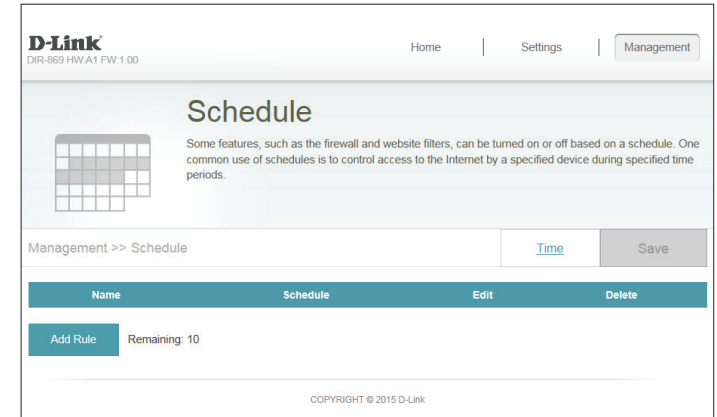 D-Link
DIR-869 HW:A1 FW:1.00
Home | Settings | Management
Schedule
Some features, such as the firewall and website filters, can be turned on or off based on a schedule. One
common use of schedules is to control access to the Internet by a specified device during specified time
periods.
Management >> Schedule
Time Save
Name Schedule Edit Delete
Add Rule Remaining: 10
COPYRIGHT © 2015 D-Link